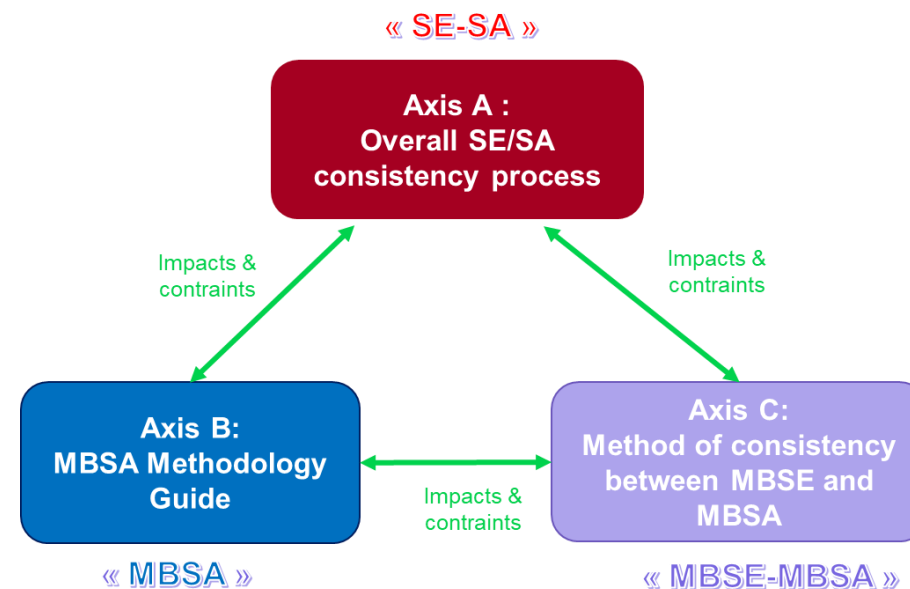 « SE-SA »
Axis A :
Overall SE/SA
consistency process
Impacts &
contraints
Impacts &
contraints
Axis B:
MBSA Methodology
Guide
Axis C:
Method of consistency
between MBSE and
MBSA
Impacts &
contraints
« MBSA »
« MBSE-MBSA »